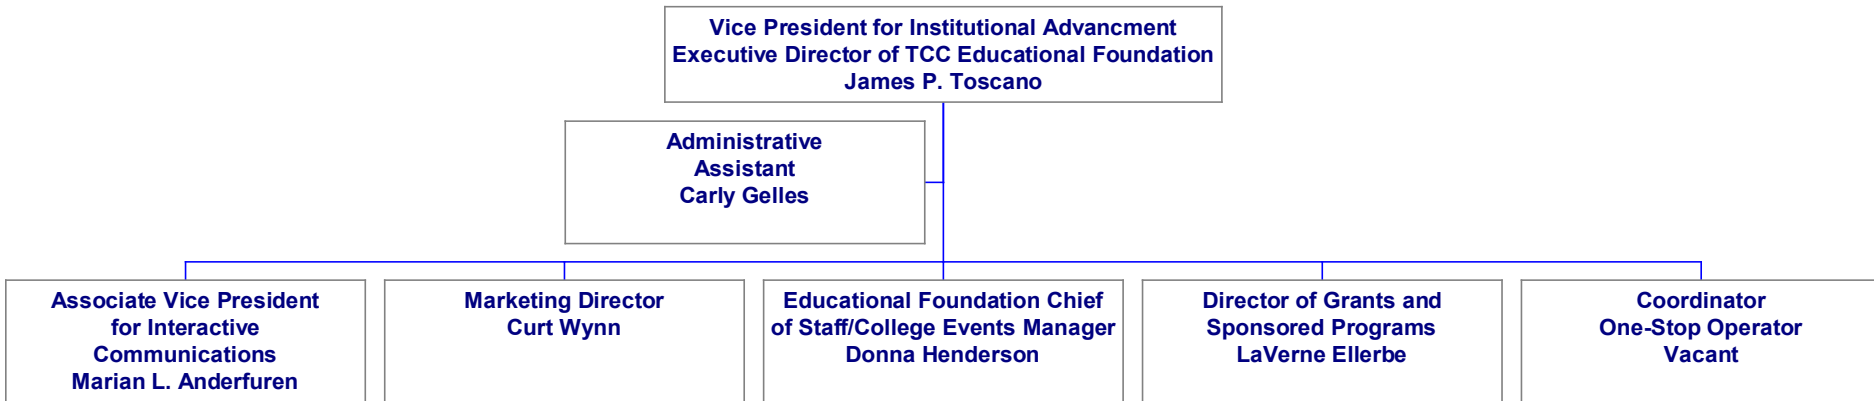 Vice President for Institutional Advancment
Executive Director of TCC Educational Foundation
James P. Toscano
Administrative
Assistant
Carly Gelles
Associate Vice President
for Interactive
Communications
Marian L. Anderfuren
Marketing Director
Curt Wynn
Educational Foundation Chief
of Staff/College Events Manager
Donna Henderson
Director of Grants and
Sponsored Programs
LaVerne Ellerbe
Coordinator
One-Stop Operator
Vacant